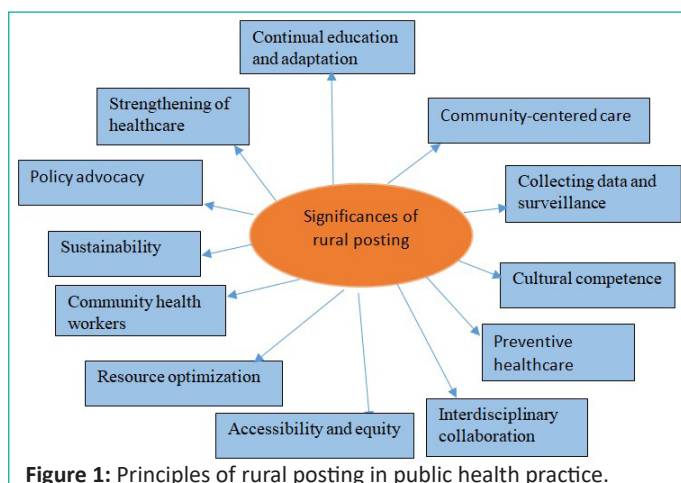 Continual education
and adaptation
Strengthening of
healthcare
Community-centered care
Policy advocacy
Collecting data and
surveillance
Significances of
rural posting
Sustainability
Cultural competence
Community health
workers
Preventive
healthcare
Resource optimization
Accessibility and equity
Interdisciplinary
collaboration
Figure 1: Principles of rural posting in public health practice.